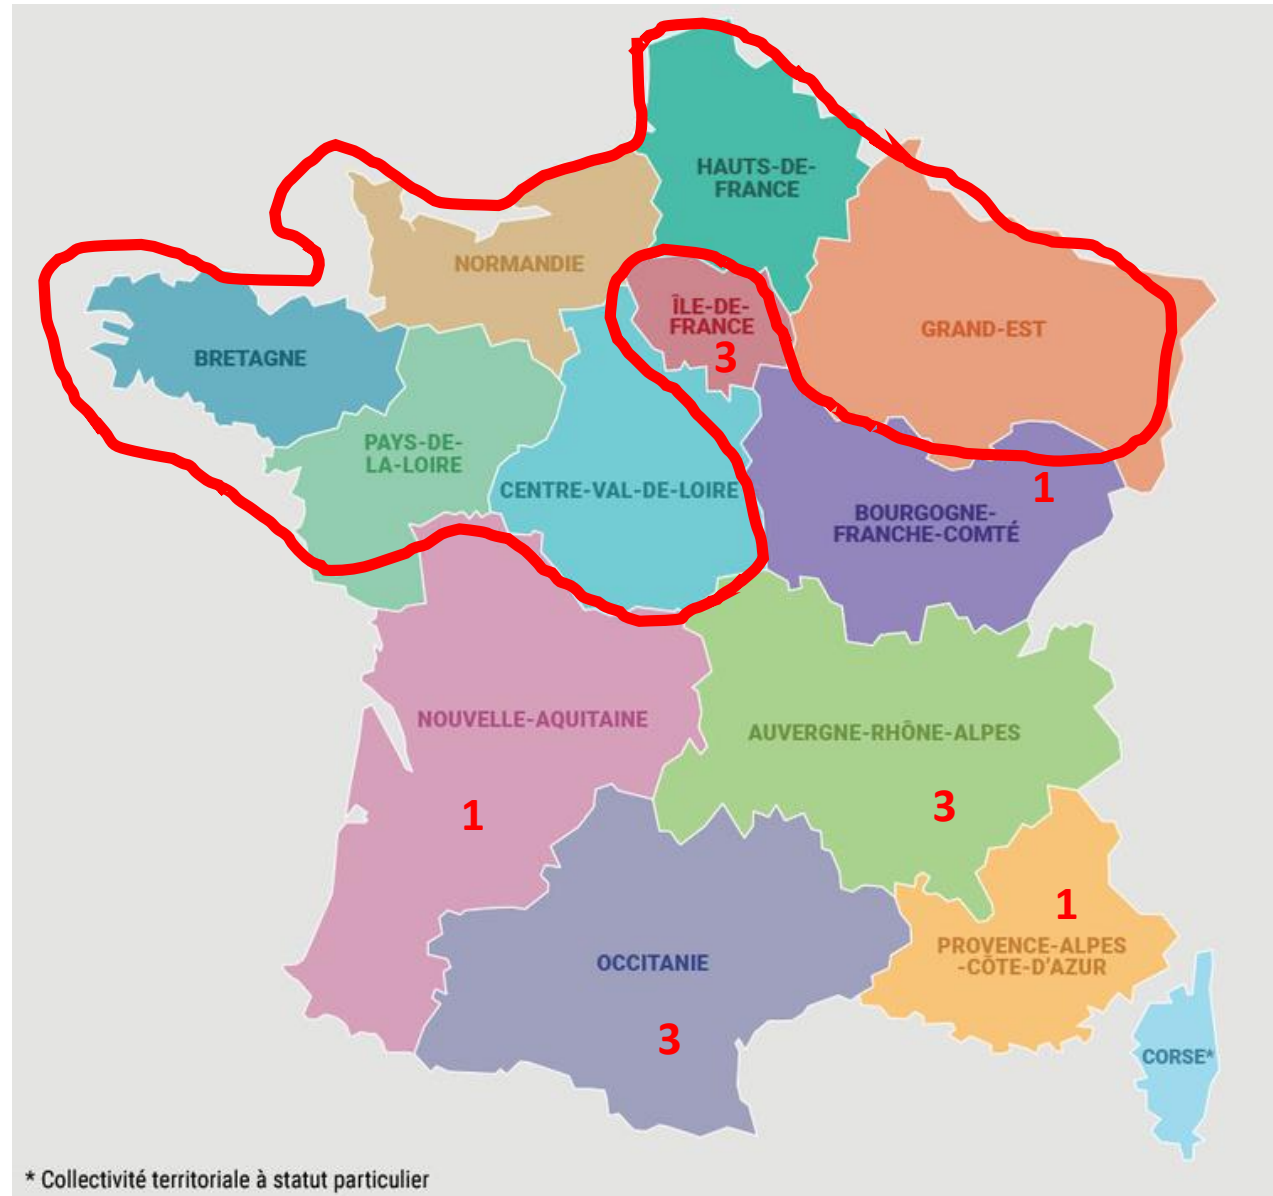 HAUTS-DE-
FRANCE
NORMANDIE
ÎLE-DE-
FRANCE
3
GRAND-EST
BRETAGNE
PAYS-DE-
LA-LOIRE
CENTRE-VAL-DE-LOIRE
1
BOURGOGNE-
FRANCHE-COMTÉ
NOUVELLE-AQUITAINE
1
AUVERGNE-RHÔNE-ALPES
3
1
PROVENCE-ALPES
-CÔTE-D'AZUR
OCCITANIE
3
CORSE*
* Collectivité territoriale à statut particulier